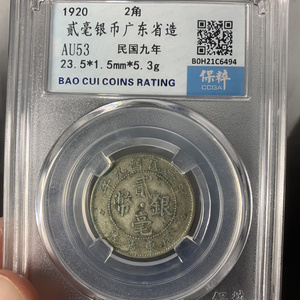 1920 2角
贰毫银币广东省造
AU53 民国九年
23.5*1.5mm*5.3g
BAO CUI COINS RATING
B0H21C6494
保粹
CCGA
贰
银 币
毫